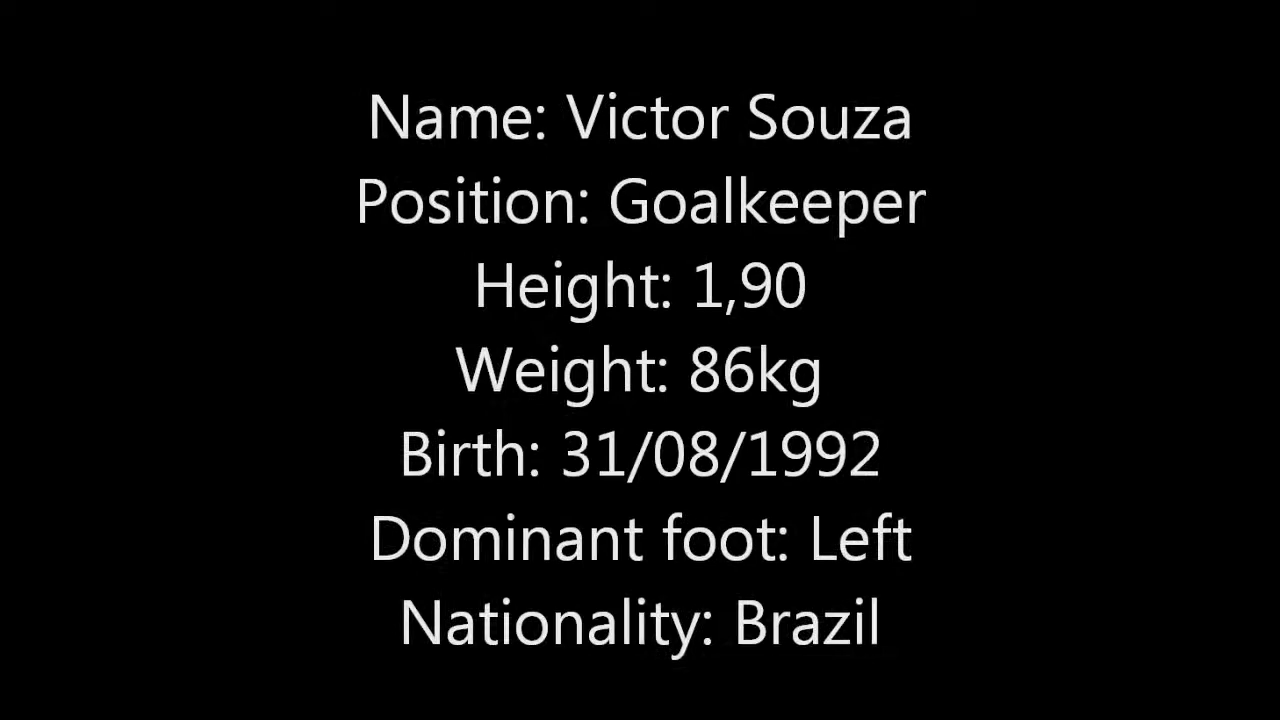 Name: Victor Souza
Position: Goalkeeper
Height: 1,90
Weight: 86kg
Birth: 31/08/1992
Dominant foot: Left
Nationality: Brazil